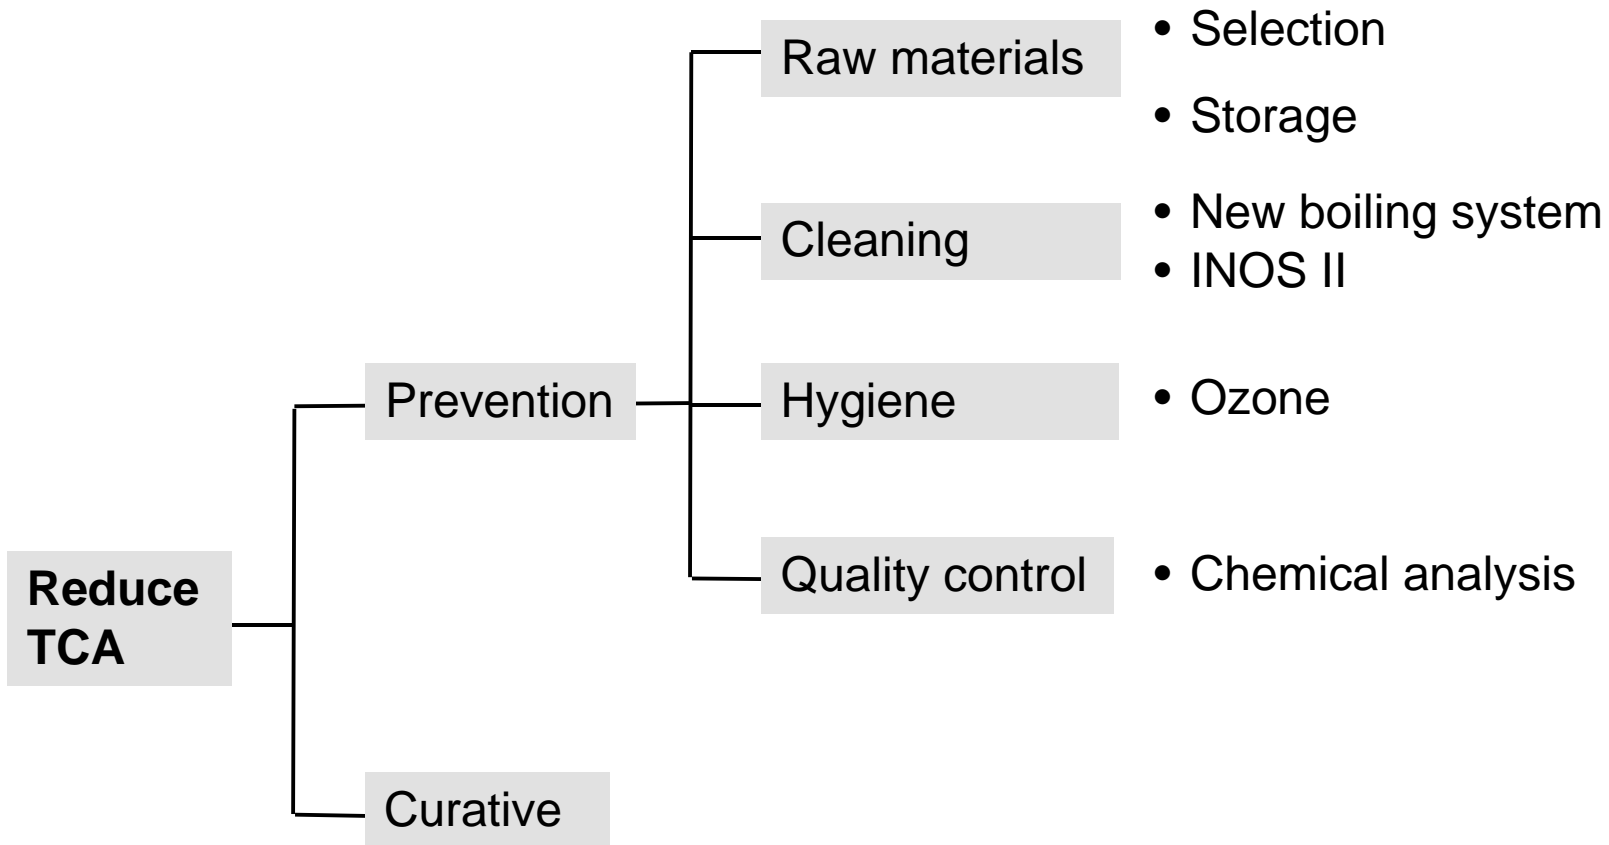 Raw materials
• Selection
• Storage
Cleaning
• New boiling system
• INOS II
Prevention
Hygiene
• Ozone
Quality control
• Chemical analysis
Reduce
TCA
Curative